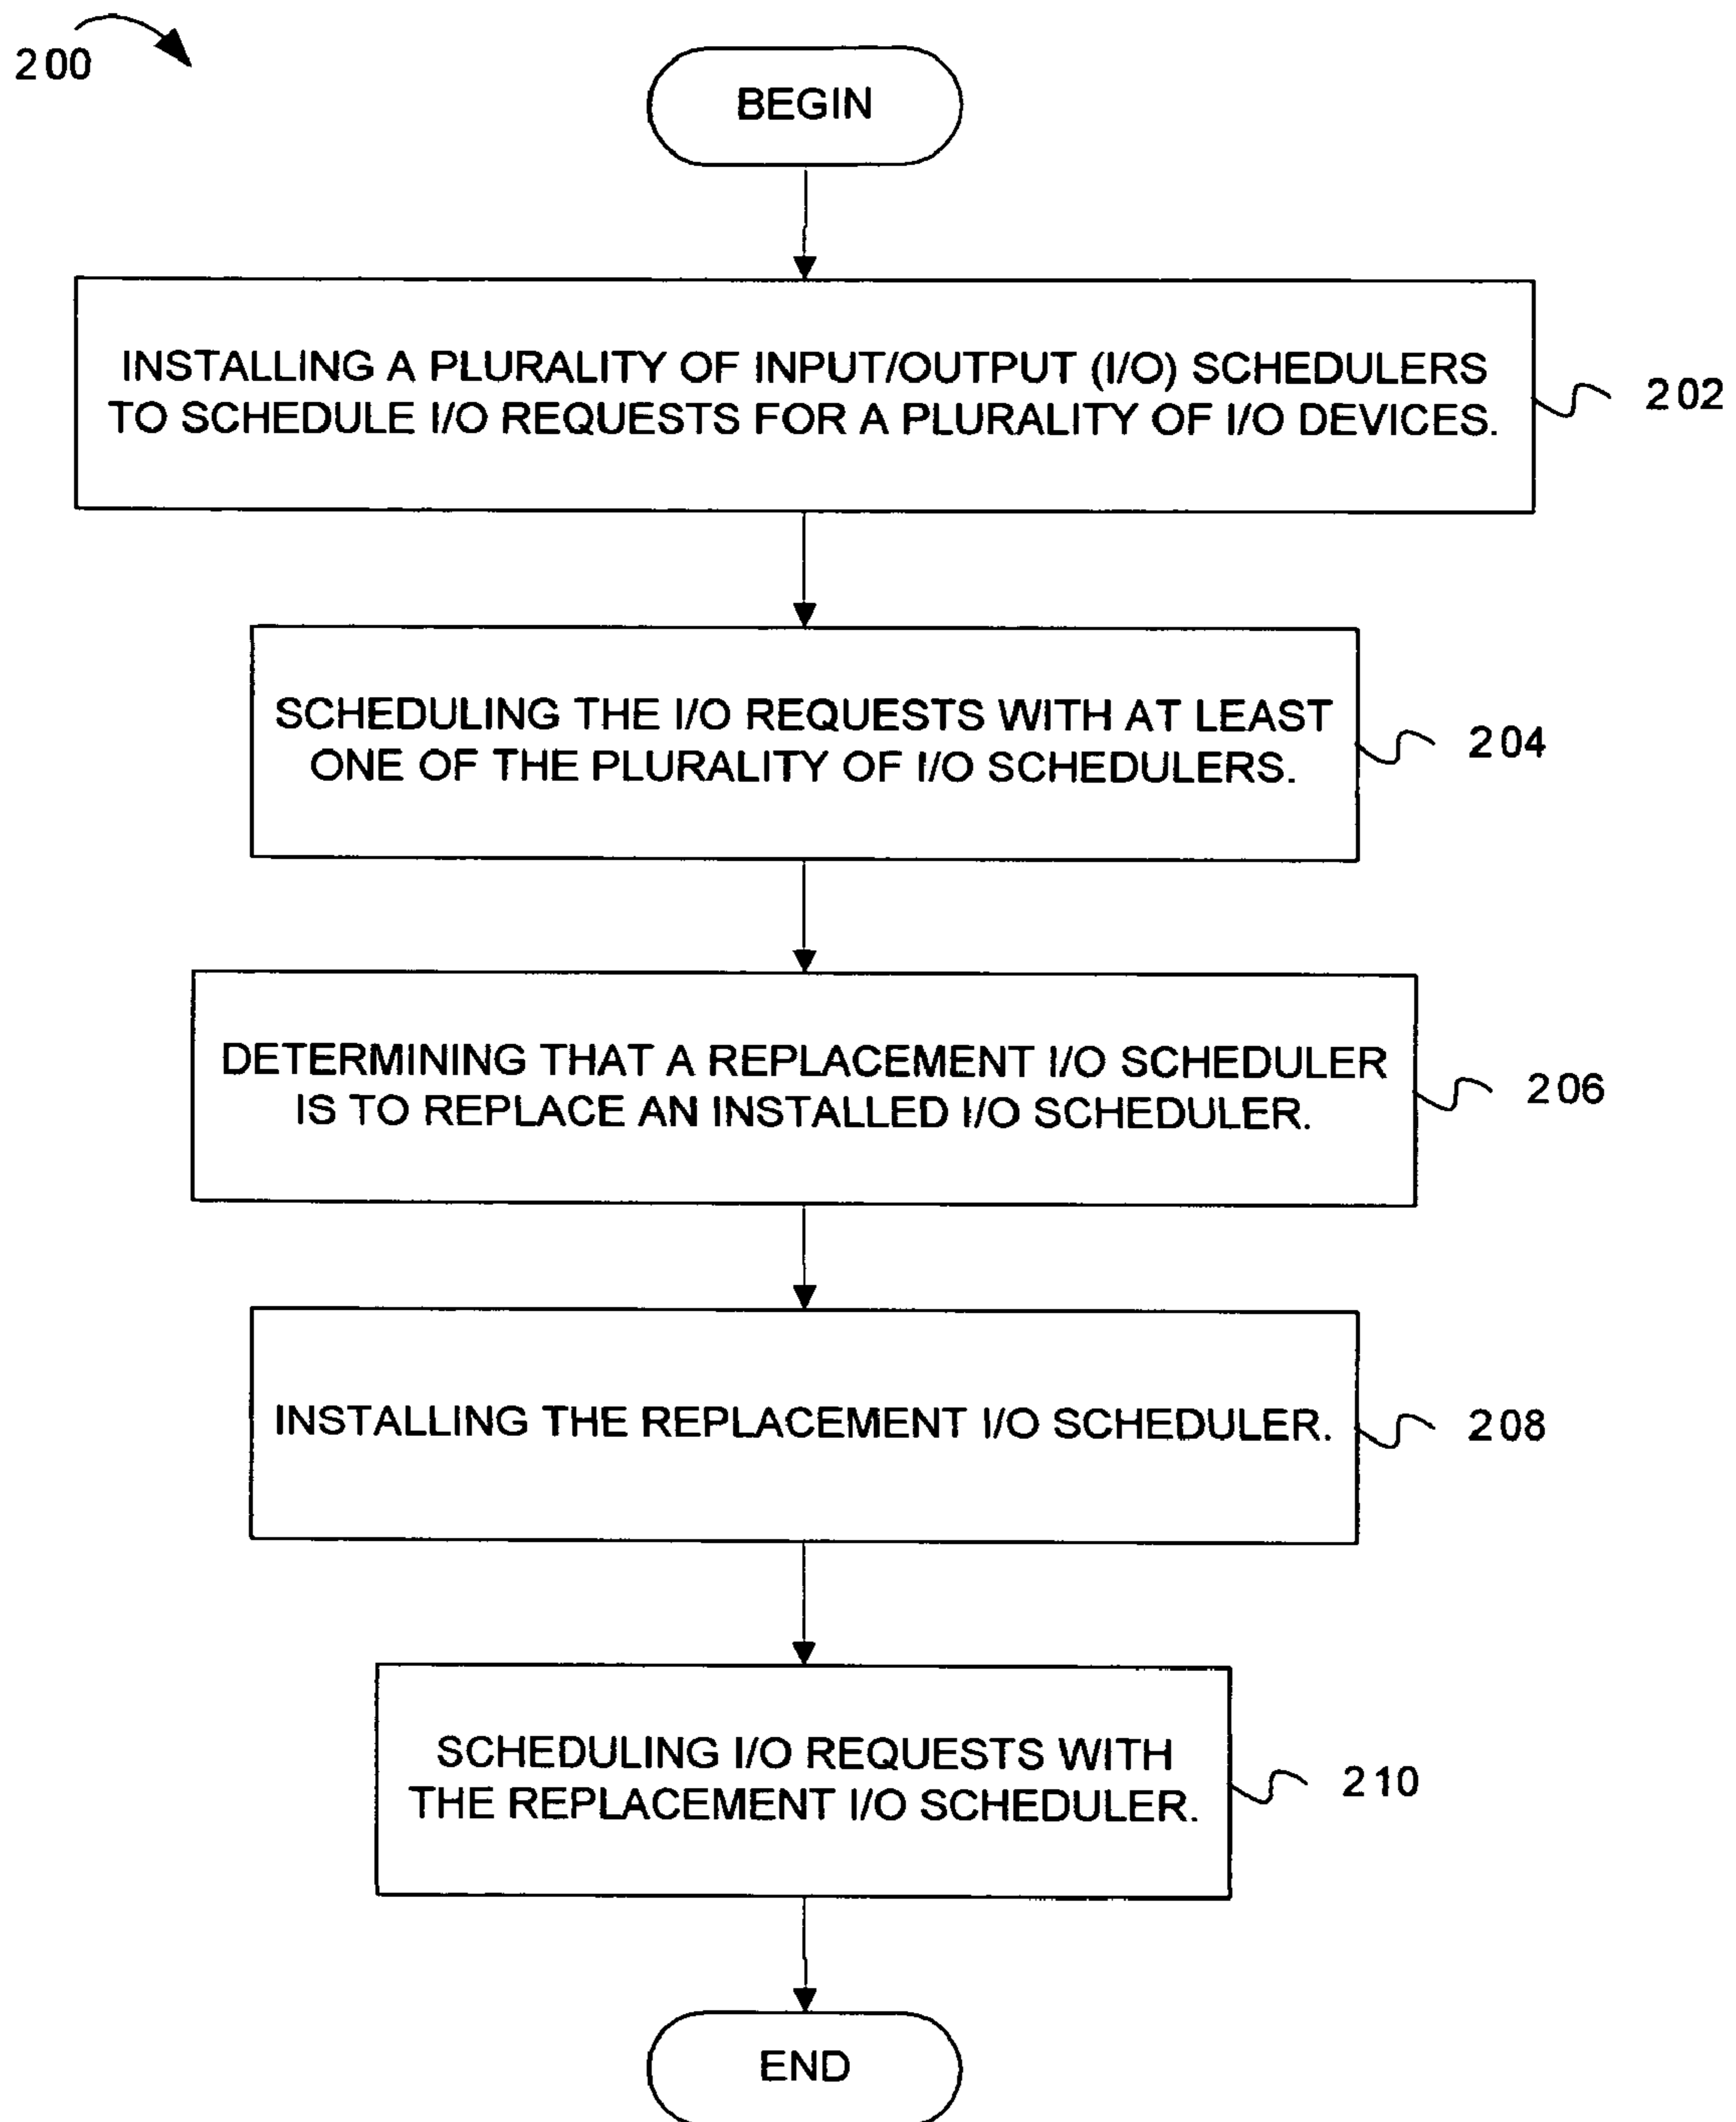 200
BEGIN
INSTALLING A PLURALITY OF INPUT/OUTPUT (I/O) SCHEDULERS
TO SCHEDULE I/O REQUESTS FOR A PLURALITY OF I/O DEVICES.
202
SCHEDULING THE I/O REQUESTS WITH AT LEAST
ONE OF THE PLURALITY OF I/O SCHEDULERS.
204
DETERMINING THAT A REPLACEMENT I/O SCHEDULER
IS TO REPLACE AN INSTALLED I/O SCHEDULER.
206
INSTALLING THE REPLACEMENT I/O SCHEDULER.
208
SCHEDULING I/O REQUESTS WITH
THE REPLACEMENT I/O SCHEDULER.
210
END